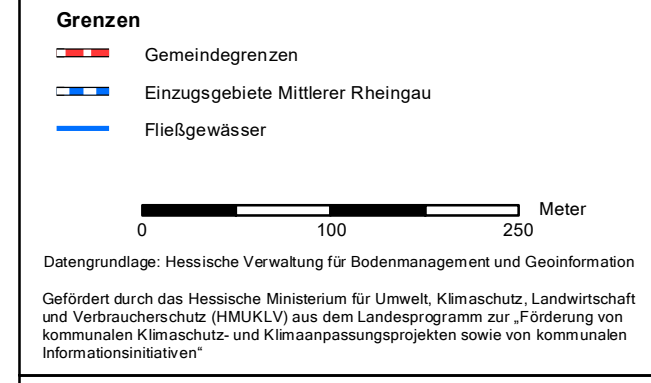 Grenzen
Gemeindegrenzen
Einzugsgebiete Mittlerer Rheingau
Fließgewässer
Meter
0 100 250
Datengrundlage: Hessische Verwaltung für Bodenmanagement und Geoinformation
Gefördert durch das Hessische Ministerium für Umwelt, Klimaschutz, Landwirtschaft
und Verbraucherschutz (HMUKLV) aus dem Landesprogramm zur „Förderung von
kommunalen Klimaschutz- und Klimaanpassungsprojekten sowie von kommunalen
Informationsinitiativen“